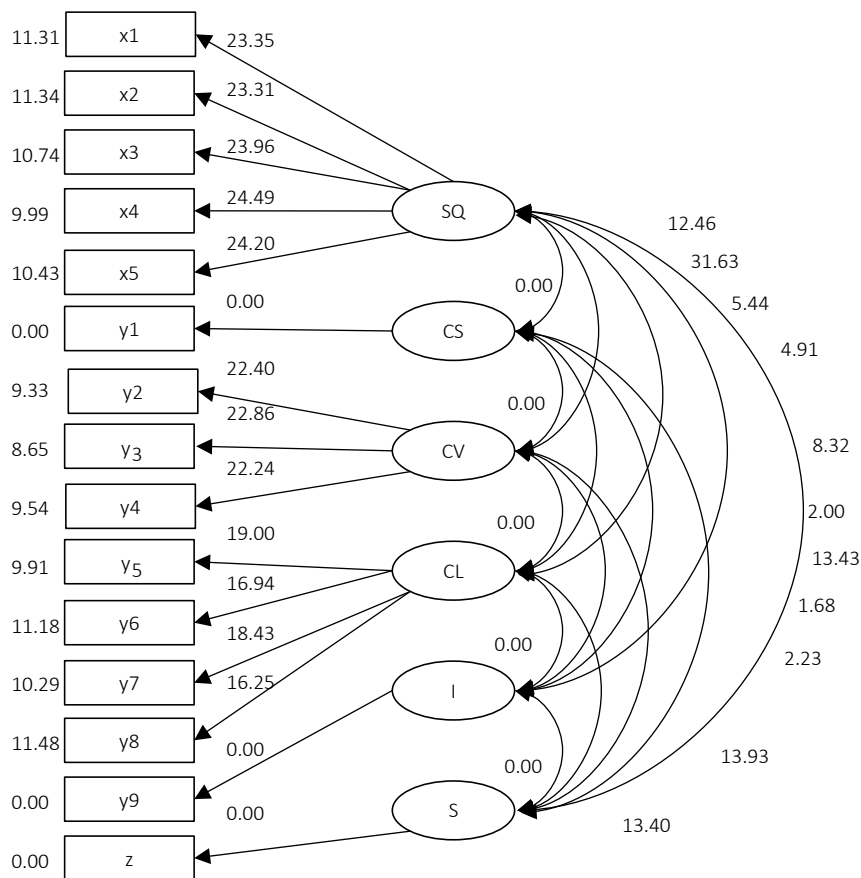 11.31 x1 23.35
11.34 x2 23.31
10.74 x3 23.96
9.99 x4 24.49 SQ 12.46
10.43 x5 24.20 31.63
0.00 y1 0.00 CS 0.00 5.44
9.33 y2 22.40 4.91
8.65 y3 22.86 CV 0.00 8.32
9.54 y4 22.24 0.00 2.00
9.91 y5 19.00 CL 13.43
11.18 y6 16.94 0.00 1.68
10.29 y7 18.43 I 2.23
11.48 y8 16.25 0.00 13.93
0.00 y9 0.00 S 13.40
0.00 z 0.00